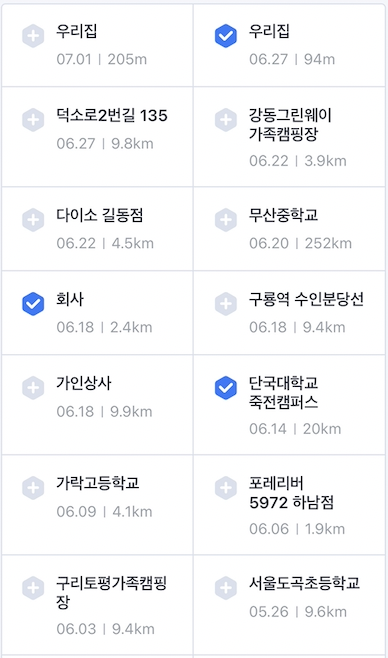 우리집
07.01 | 205m
우리집
06.27 | 94m
덕소로2번길 135
06.27 | 9.8km
강동그린웨이
가족캠핑장
06.22 | 3.9km
다이소 길동점
06.22 | 4.5km
무산중학교
06.20 | 252km
회사
06.18 | 2.4km
구룡역 수인분당선
06.18 | 9.4km
가인상사
06.18 | 9.9km
단국대학교
죽전캠퍼스
06.14 | 20km
가락고등학교
06.09 | 4.1km
포레리버
5972 하남점
06.06 | 1.9km
구리토평가족캠핑
장
06.03 | 9.4km
서울도곡초등학교
05.26 | 9.6km